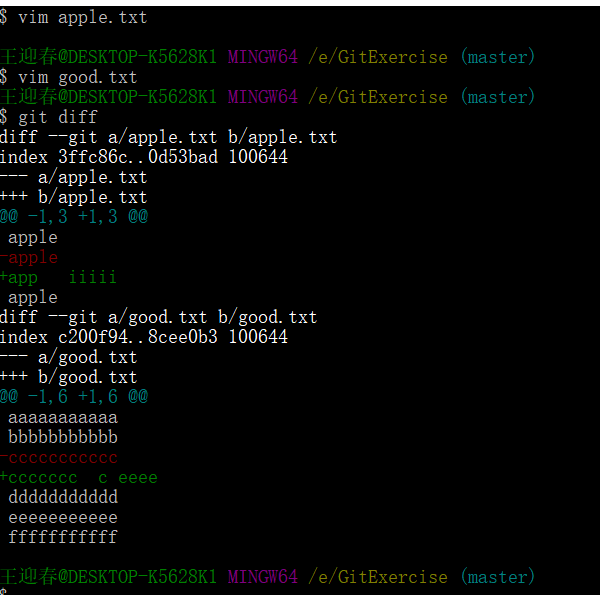 $ vim apple.txt
王迎春@DESKTOP-K5628K1 MINGW64 /e/GitExercise (master)
$ vim good.txt
王迎春@DESKTOP-K5628K1 MINGW64 /e/GitExercise (master)
$ git diff
diff --git a/apple.txt b/apple.txt
index 3ffc86c..0d53bad 100644
--- a/apple.txt
+++ b/apple.txt
@@ -1,3 +1,3 @@
 apple
-apple
+app   iiiii
 apple
diff --git a/good.txt b/good.txt
index c200f94..8cee0b3 100644
--- a/good.txt
+++ b/good.txt
@@ -1,6 +1,6 @@
 aaaaaaaaaaa
 bbbbbbbbbbb
-ccccccccccc
+ccccccc  c eeee
 ddddddddddd
 eeeeeeeeeee
 fffffffffff
王迎春@DESKTOP-K5628K1 MINGW64 /e/GitExercise (master)
$